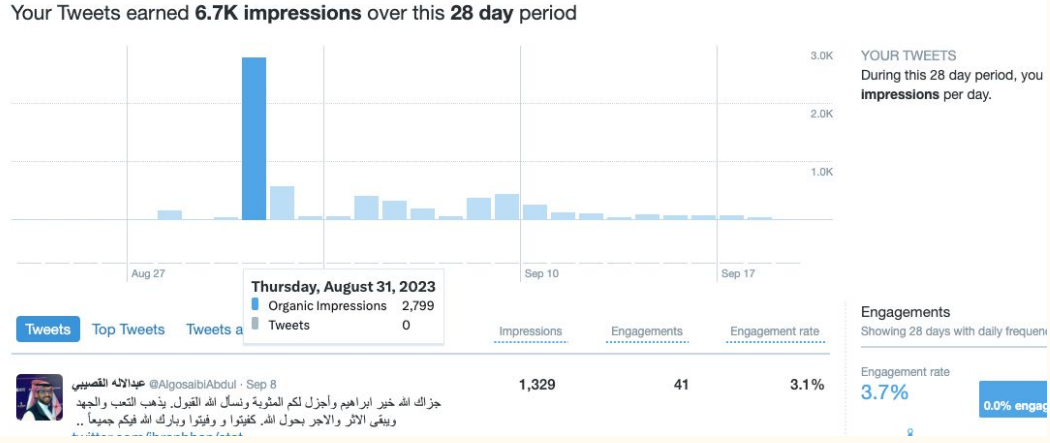 Your Tweets earned 6.7K impressions over this 28 day period
3.0K
2.0K
1.0K
Aug 27
Sep 10
Sep 17
YOUR TWEETS
During this 28 day period, you
impressions per day.
Thursday, August 31, 2023
Organic Impressions 2,799
Tweets 0
Tweets Top Tweets Tweets a
Impressions Engagements Engagement rate
عبدالاله القصيبي @AlgosaibiAbdul · Sep 8
1,329 41 3.1%
جزاك الله خير ابراهيم وأجزل لكم المثوبة ونسأل الله القبول. يذهب التعب والجهد
ويبقى الاثر والاجر بحول الله. كفيتوا و وفيتوا وبارك الله فيكم جميعاً ..
Engagements
Showing 28 days with daily frequen
Engagement rate
3.7%
0.0% engag